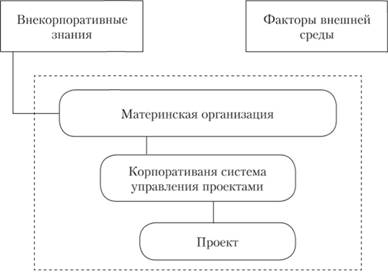 Внекорпоративные
знания
Факторы внешней
среды
Материнская организация
Корпоративаня система
управления проектами
Проект